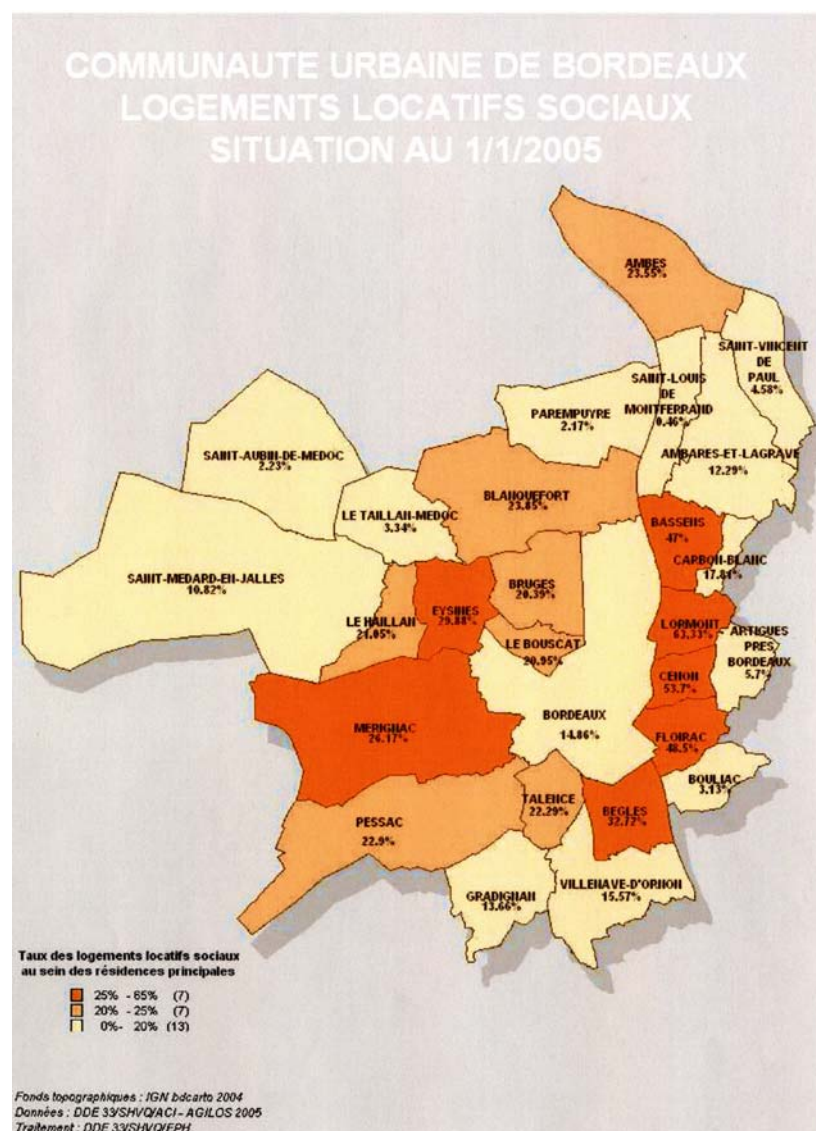 COMMUNAUTE URBAINE DE BORDEAUX
LOGEMENTS LOCATIFS SOCIAUX
SITUATION AU 1/1/2005
AMBES
23.55%
SAINT-VINCENT
DE
PAUL
4.58%
SAINT-LOUIS
DE
MONTFERRAND
0.46%
PAREMPUYRE
2.17%
AMBARES-ET-LAGRAVE
12.29%
SAINT-AUBIN-DE-MEDOC
2.23%
LE TAILLAN-MEDOC
3.34%
BLANQUEFORT
23.85%
BASSENS
47%
CARBON-BLANC
17.81%
SAINT-MEDARD-EN-JALLES
10.82%
LE HAILLAN
21.05%
EYSINES
29.88%
BRUGES
20.39%
LE BOUSCAT
20.95%
LORMONT
63.33%
ARTIGUES
PRES
BORDEAUX
5.7%
CENON
53.7%
BORDEAUX
14.86%
MERIGNAC
26.17%
FLOIRAC
48.5%
BOULIAC
3.13%
TALENCE
22.29%
BEGLES
32.72%
PESSAC
22.9%
GRADIGNAN
13.66%
VILLENAVE-D'ORNON
15.57%
Taux des logements locatifs sociaux
au sein des résidences principales
25% - 65% (7)
20% - 25% (7)
0%- 20% (13)
Fonds topographiques : IGN bdcarto 2004
Données : DDE 33/SHVQ/ACI - AGILOS 2005
Traitement : DDE 33/SHVQ/EPH